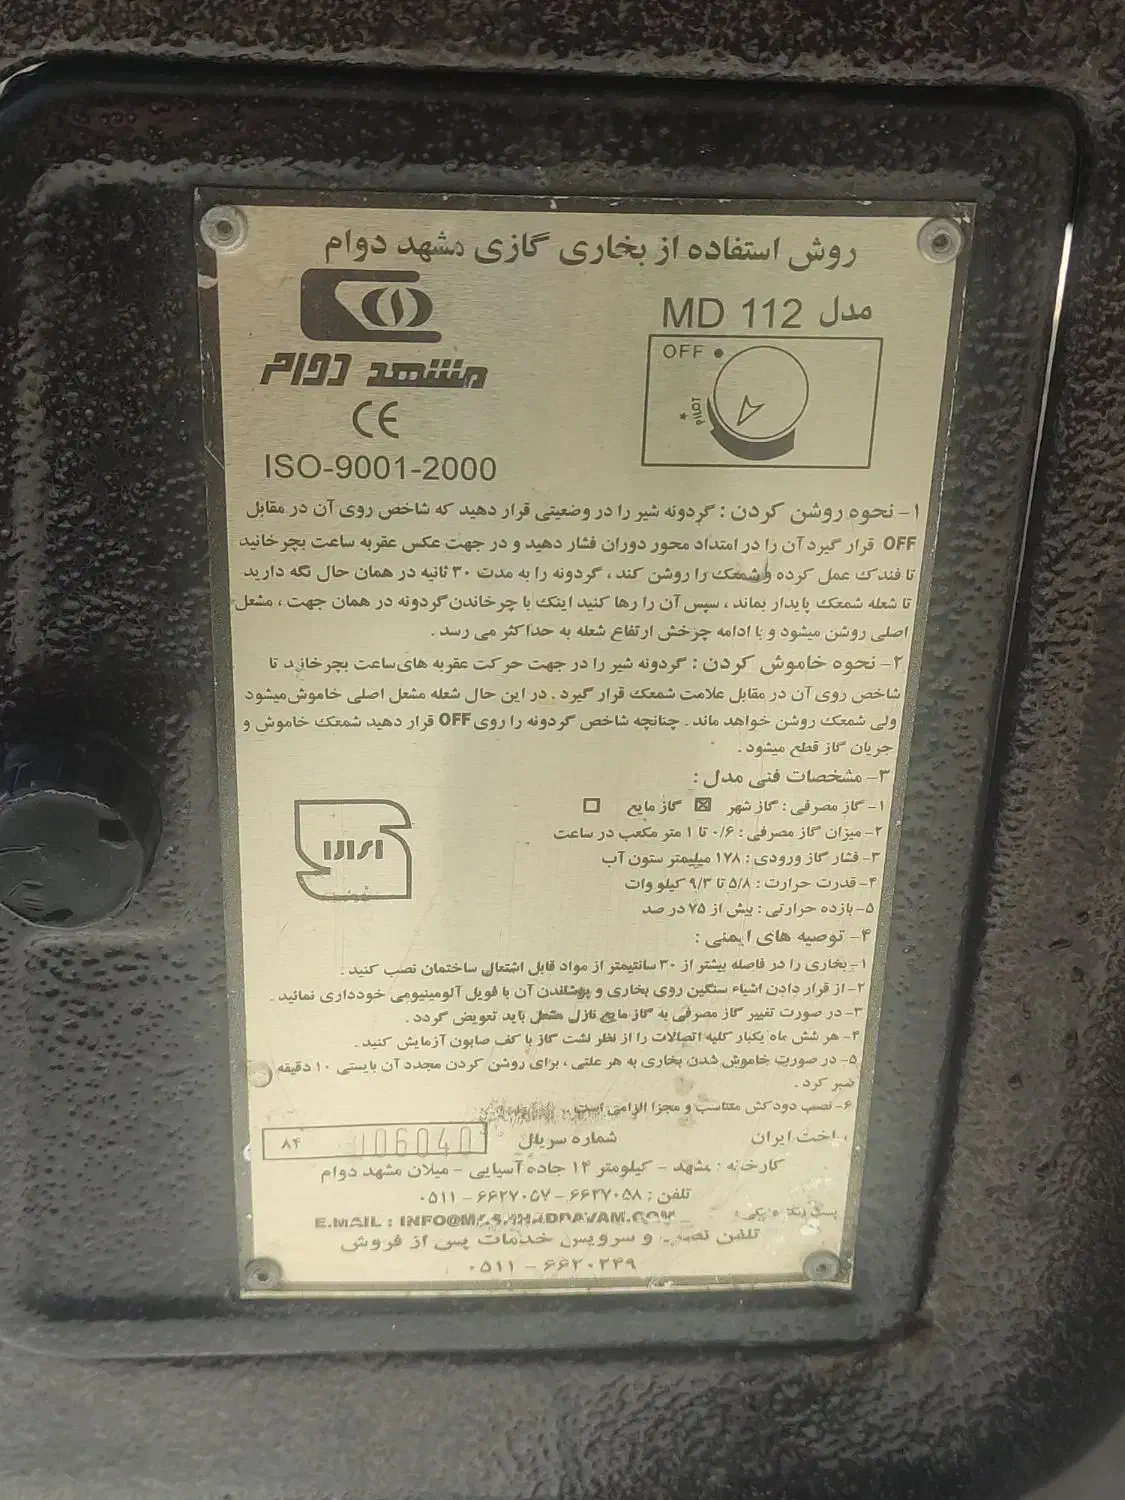 روش استفاده از بخاری گازی مشهد دوام
مدل MD 112
OFF
PILOT
مشهد دوام
CE
ISO-9001-2000
۱- نحوه روشن کردن : گردونه شیر را در وضعیتی قرار دهید که شاخص روی آن در مقابل
OFF قرار گیرد آن را در امتداد محور دوران فشار دهید و در جهت عکس عقربه ساعت بچرخانید
تا فندک عمل کرده و شمعک را روشن کند ، گردونه را به مدت ۳۰ ثانیه در همان حال نگه دارید
تا شعله شمعک پایدار بماند ، سپس آن را رها کنید اینک با چرخاندن گردونه در همان جهت ، مشعل
اصلی روشن میشود و با ادامه چرخش ارتفاع شعله به حداکثر می رسد .
۲- نحوه خاموش کردن : گردونه شیر را در جهت حرکت عقربه های ساعت بچرخانید تا
شاخص روی آن در مقابل علامت شمعک قرار گیرد . در این حال شعله مشعل اصلی خاموش میشود
ولی شمعک روشن خواهد ماند . چنانچه شاخص گردونه را روی OFF قرار دهید شمعک خاموش و
جریان گاز قطع میشود .
۳- مشخصات فنی مدل :
۱- گاز مصرفی : گاز شهر ☒ گاز مایع ☐
۲- میزان گاز مصرفی : ۰/۶ تا ۱ متر مکعب در ساعت
۳- فشار گاز ورودی : ۱۷۸ میلیمتر ستون آب
۴- قدرت حرارت : ۵/۸ تا ۹/۳ کیلو وات
۵- بازده حرارتی : بیش از ۷۵ در صد
۴- توصیه های ایمنی :
۱- بخاری را در فاصله بیشتر از ۳۰ سانتیمتر از مواد قابل اشتعال ساختمان نصب کنید .
۲- از قرار دادن اشیاء سنگین روی بخاری و پوشاندن آن با فویل آلومینیومی خودداری نمائید .
۳- در صورت تغییر گاز مصرفی به گاز مایع نازل مشعل باید تعویض گردد .
۴- هر شش ماه یکبار کلیه اتصالات را از نظر نشت گاز با کف صابون آزمایش کنید .
۵- در صورت خاموش شدن بخاری به هر علتی ، برای روشن کردن مجدد آن بایستی ۱۰ دقیقه
صبر کرد .
۶- نصب دودکش متناسب و مجزا الزامی است .
ساخت ایران شماره سریال 106040 ۸۴
کارخانه : مشهد - کیلومتر ۱۴ جاده آسیایی - میلان مشهد دوام
تلفن : ۶۶۲۷۰۵۸ - ۶۶۲۷۰۵۷ - ۰۵۱۱
پست الکترونیکی : E.MAIL : INFO@MASHHADDAVAM.COM
تلفن نصب و سرویس خدمات پس از فروش
۰۵۱۱ - ۶۶۲۰۲۴۹